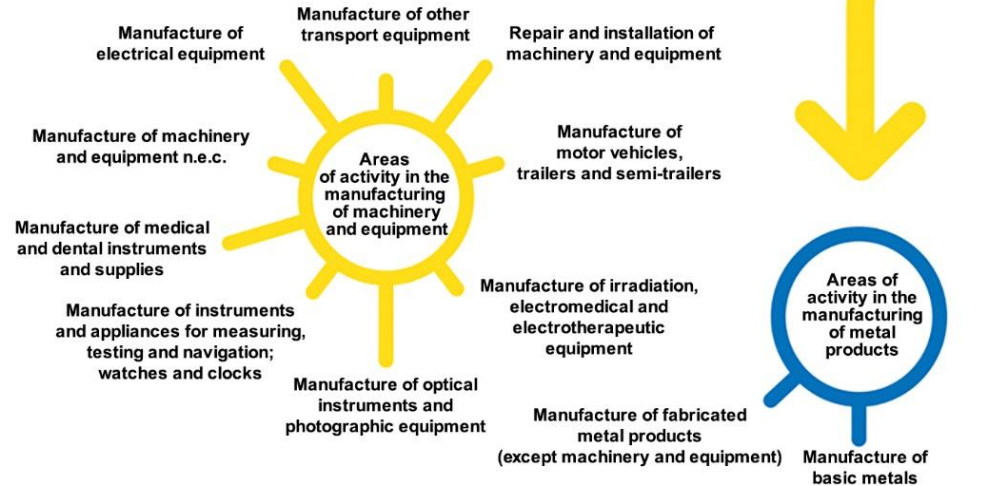 Manufacture of other
transport equipment
Manufacture of
electrical equipment
Repair and installation of
machinery and equipment
Manufacture of machinery
and equipment n.e.c.
Areas
of activity in the
manufacturing
of machinery
and equipment
Manufacture of
motor vehicles,
trailers and semi-trailers
Manufacture of medical
and dental instruments
and supplies
Manufacture of instruments
and appliances for measuring,
testing and navigation;
watches and clocks
Manufacture of irradiation,
electromedical and
electrotherapeutic
equipment
Manufacture of optical
instruments and
photographic equipment
Areas of
activity in the
manufacturing
of metal
products
Manufacture of fabricated
metal products
(except machinery and equipment)
Manufacture of
basic metals